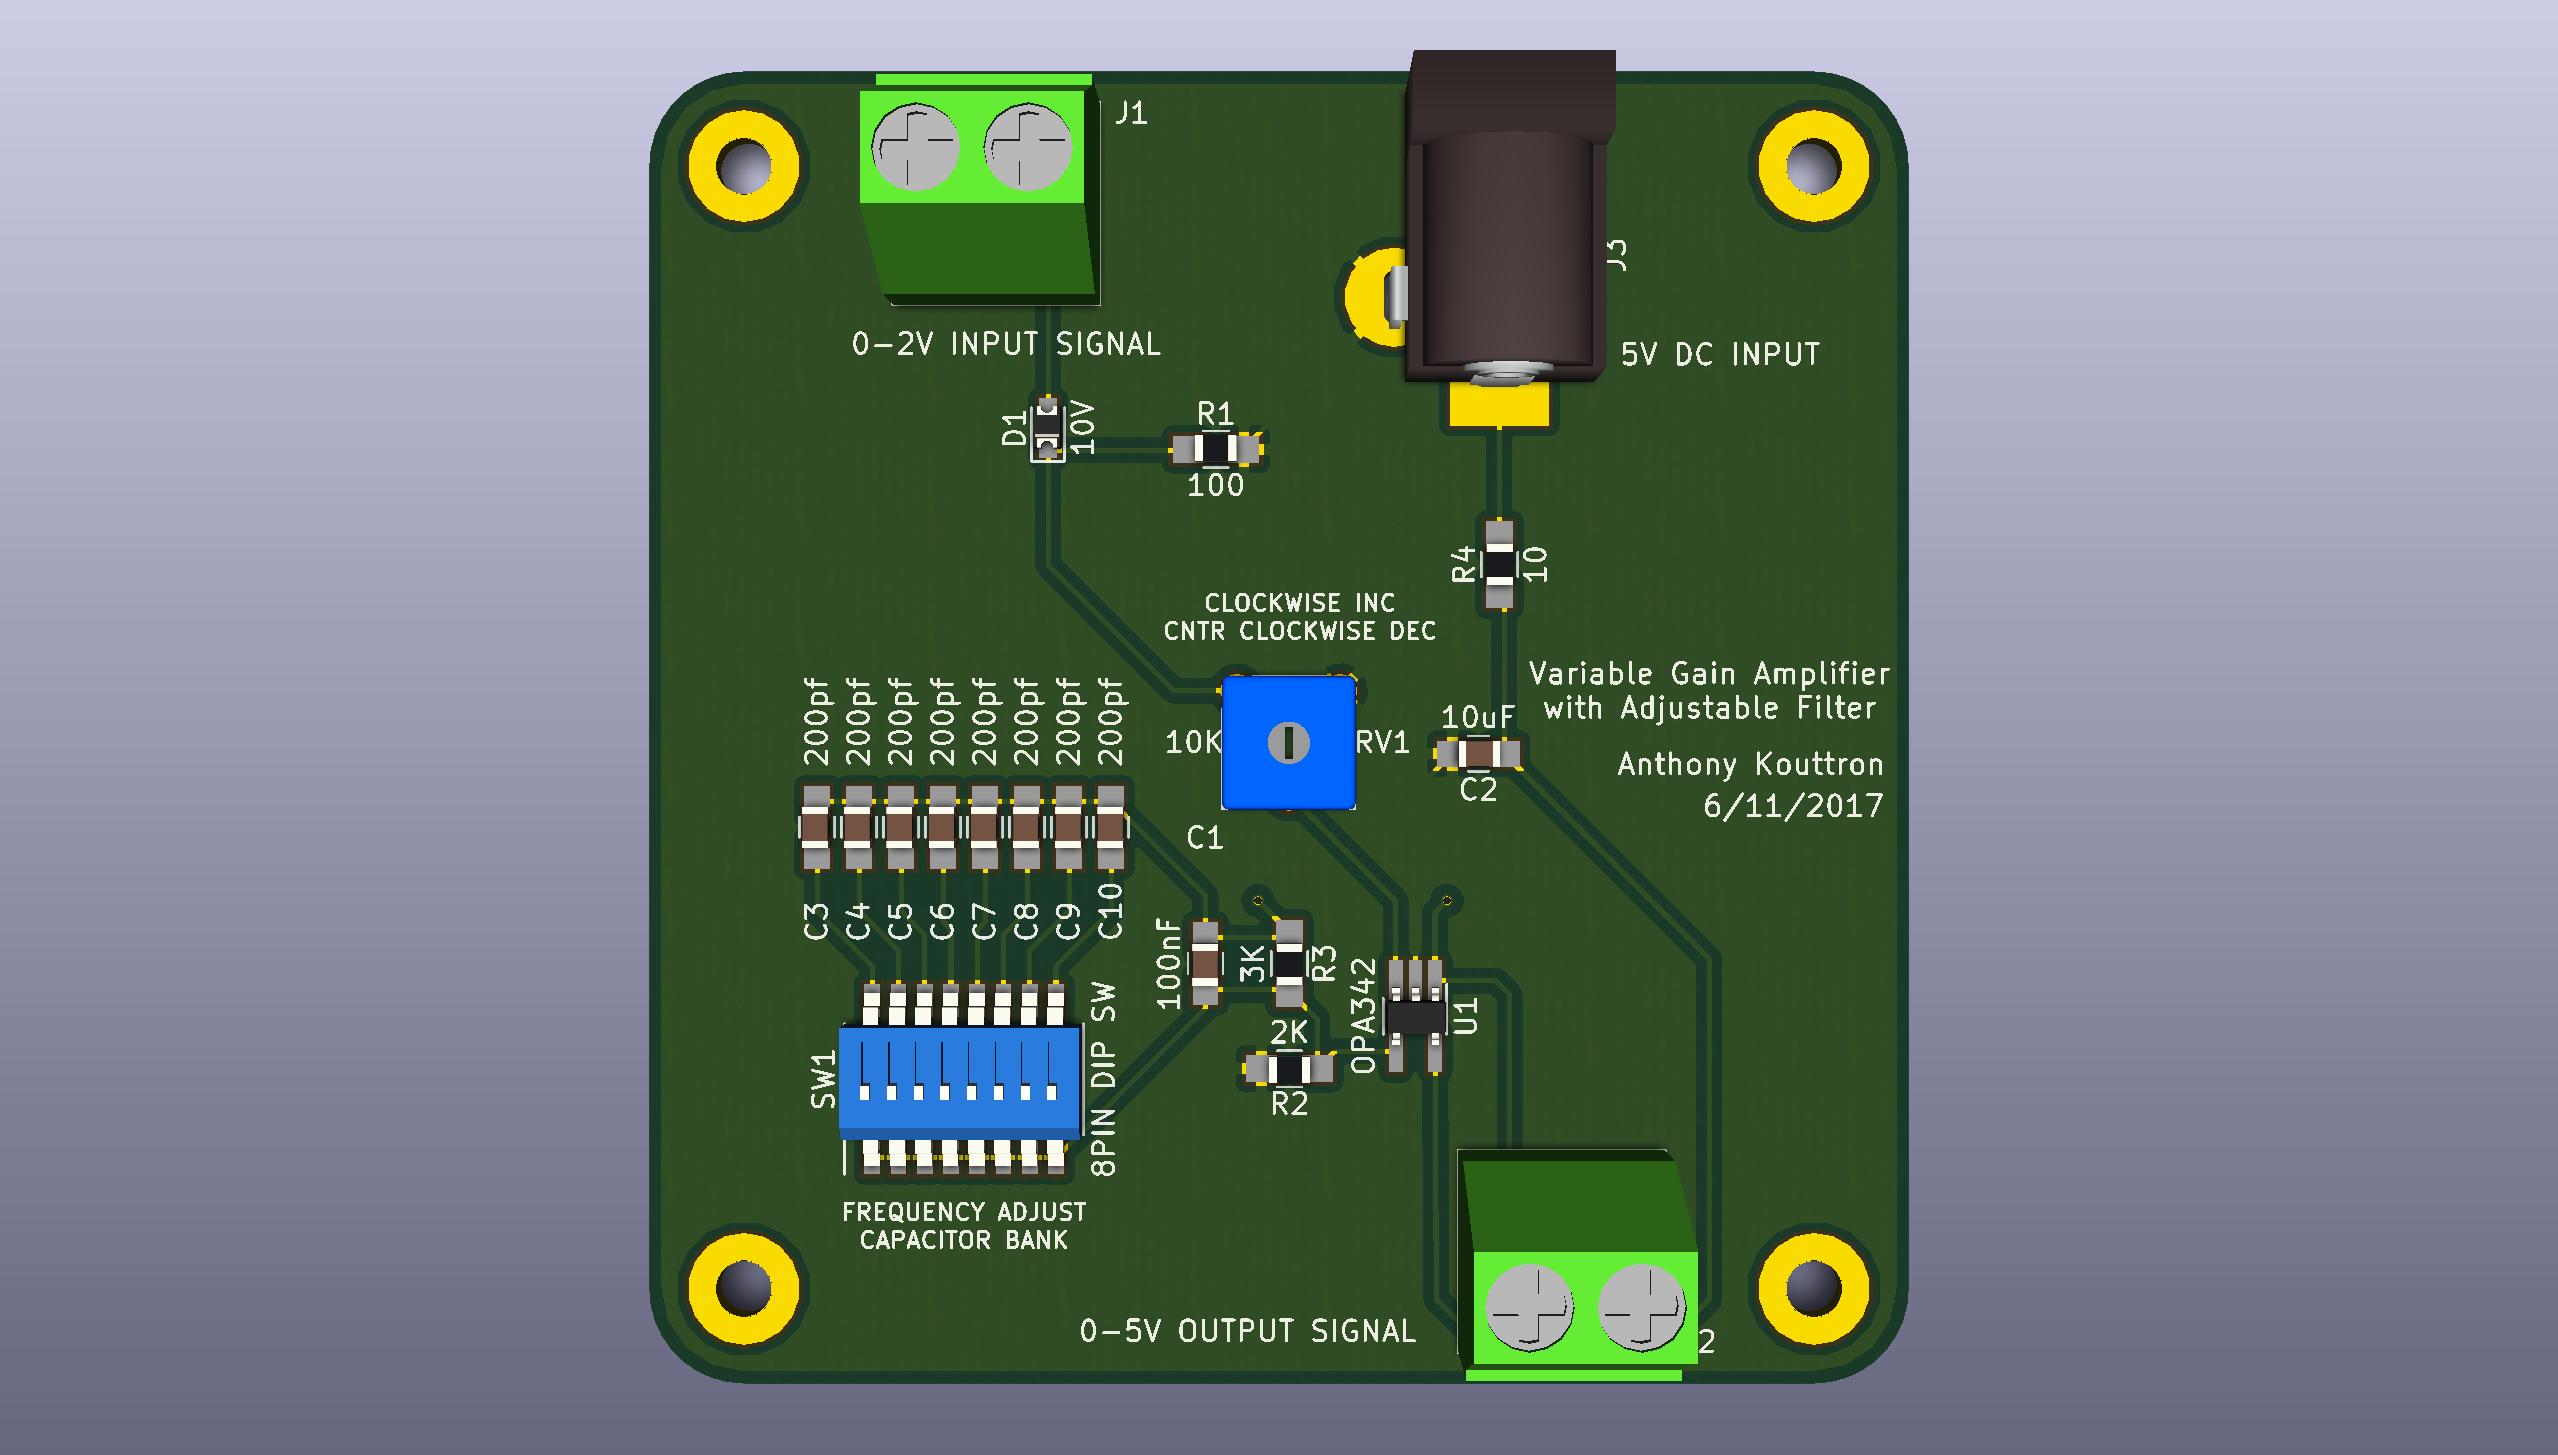 J1
0-2V INPUT SIGNAL
J3
5V DC INPUT
D1
10V
R1
100
R4
10
CLOCKWISE INC
CNTR CLOCKWISE DEC
Variable Gain Amplifier
with Adjustable Filter
Anthony Kouttron
6/11/2017
10uF
C2
10K
RV1
200pf
200pf
200pf
200pf
200pf
200pf
200pf
200pf
C1
C3
C4
C5
C6
C7
C8
C9
C10
100nF
3K
R3
2K
R2
OPA342
U1
SW1
8PIN DIP SW
FREQUENCY ADJUST
CAPACITOR BANK
0-5V OUTPUT SIGNAL
2